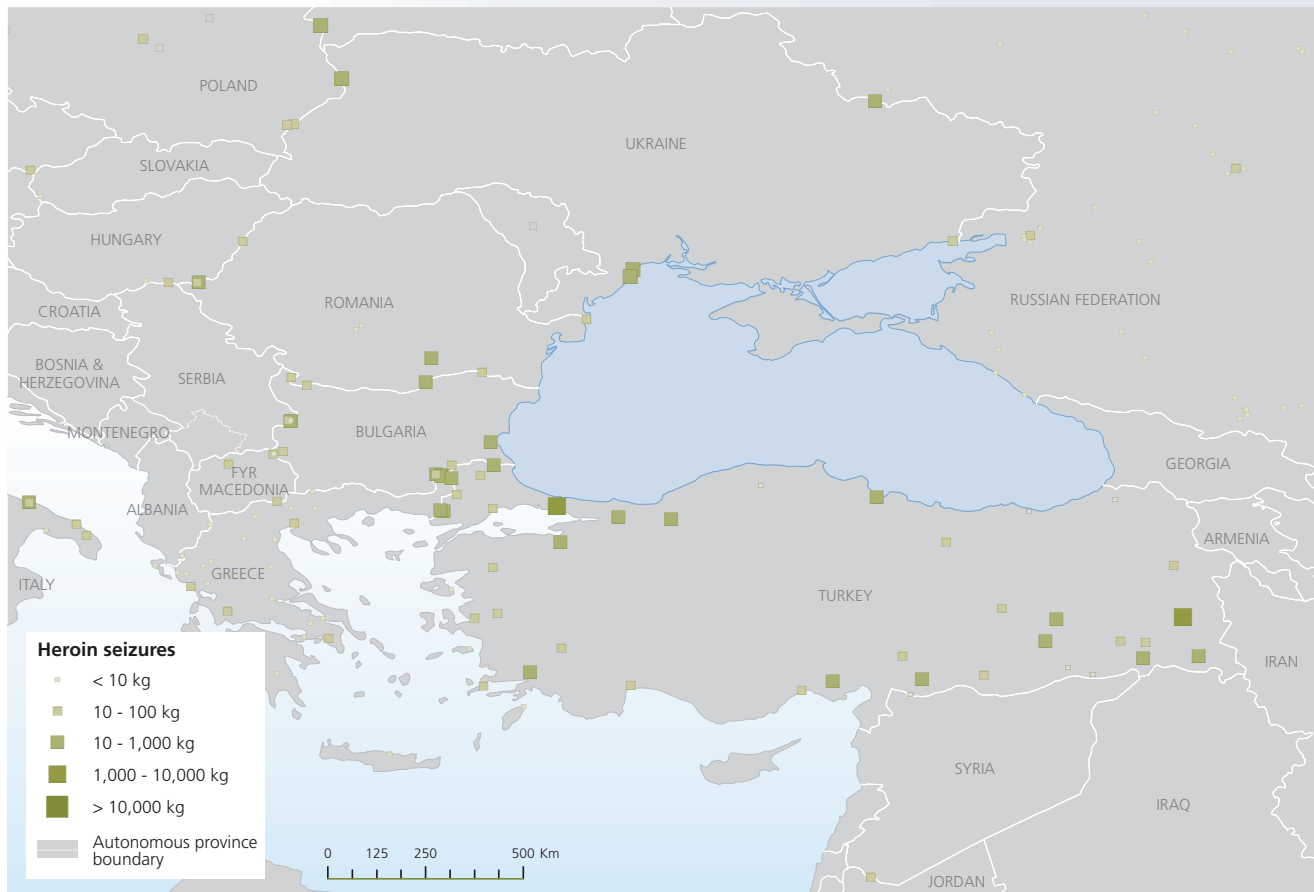 POLAND
UKRAINE
SLOVAKIA
HUNGARY
ROMANIA
RUSSIAN FEDERATION
CROATIA
BOSNIA &
HERZEGOVINA
SERBIA
MONTENEGRO
BULGARIA
GEORGIA
FYR
MACEDONIA
ALBANIA
ARMENIA
ITALY
GREECE
TURKEY
IRAN
SYRIA
IRAQ
JORDAN
Heroin seizures
< 10 kg
10 - 100 kg
10 - 1,000 kg
1,000 - 10,000 kg
> 10,000 kg
Autonomous province
boundary
0 125 250 500 Km